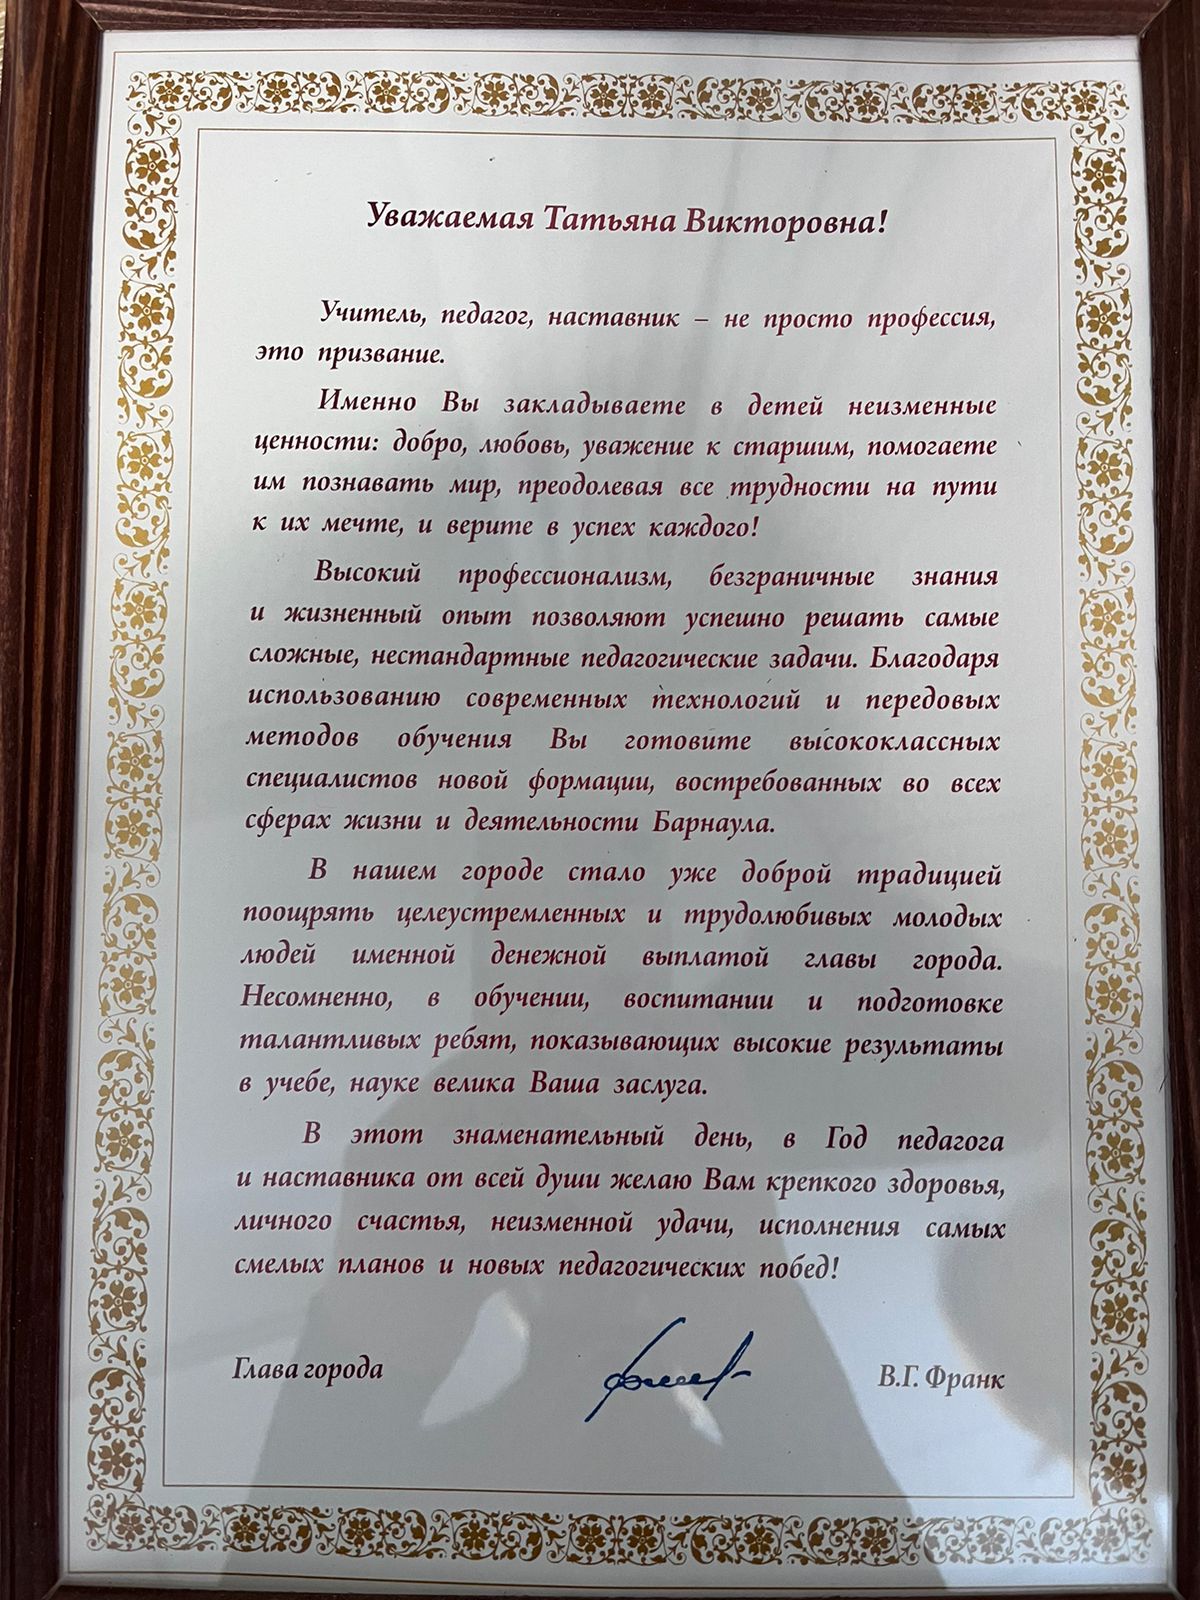 Уважаемая Татьяна Викторовна!
Учитель, педагог, наставник – не просто профессия,
это призвание.
Именно Вы закладываете в детей неизменные
ценности: добро, любовь, уважение к старшим, помогаете
им познавать мир, преодолевая все трудности на пути
к их мечте, и верите в успех каждого!
Высокий профессионализм, безграничные знания
и жизненный опыт позволяют успешно решать самые
сложные, нестандартные педагогические задачи. Благодаря
использованию современных технологий и передовых
методов обучения Вы готовите высококлассных
специалистов новой формации, востребованных во всех
сферах жизни и деятельности Барнаула.
В нашем городе стало уже доброй традицией
поощрять целеустремленных и трудолюбивых молодых
людей именной денежной выплатой главы города.
Несомненно, в обучении, воспитании и подготовке
талантливых ребят, показывающих высокие результаты
в учебе, науке велика Ваша заслуга.
В этот знаменательный день, в Год педагога
и наставника от всей души желаю Вам крепкого здоровья,
личного счастья, неизменной удачи, исполнения самых
смелых планов и новых педагогических побед!
Глава города В.Г. Франк